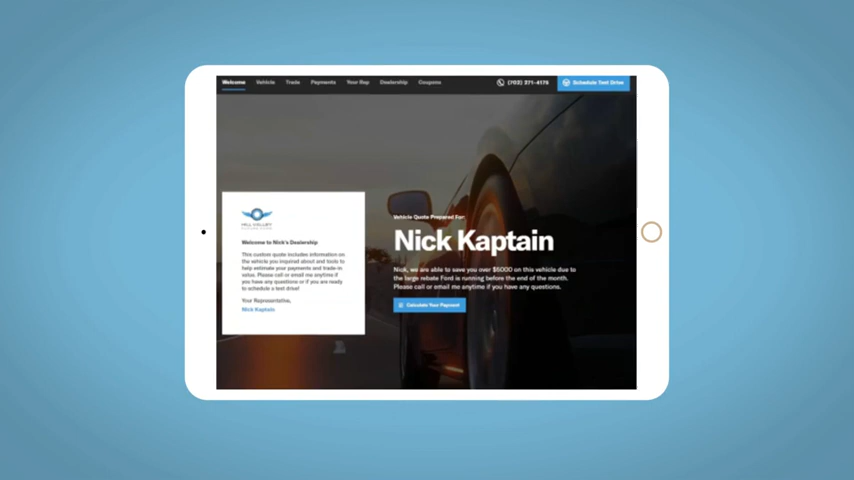 Welcome Vehicle Trade Payments Your Rep Dealership Coupons (702) 371-4175 Schedule Test Drive
HILL VALLEY
Welcome to Nick's Dealership
This custom quote includes information on
the vehicle you inquired about and tools to
help estimate your payments and trade-in
value. Please call or email me anytime if
you have any questions or if you are ready
to schedule a test drive!
Your Representative,
Nick Kaptain
Vehicle Quote Prepared For:
Nick Kaptain
Nick, we are able to save you over $6000 on this vehicle due to
the large rebate Ford is running before the end of the month.
Please call or email me anytime if you have any questions.
Calculate Your Payment